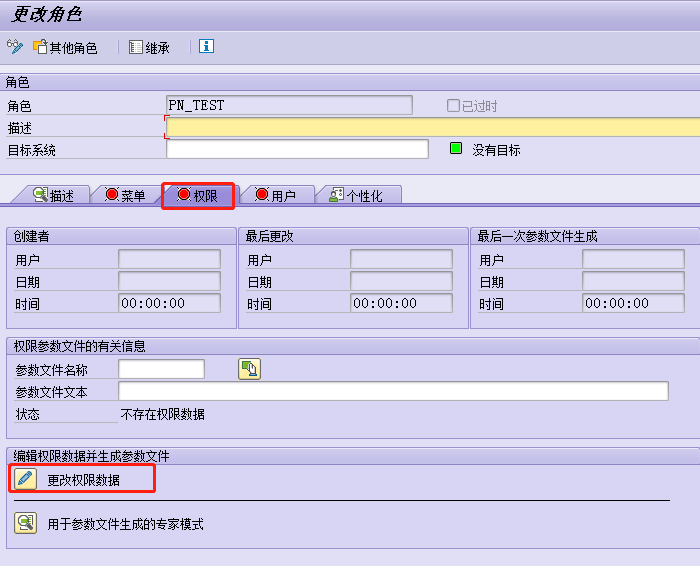 更改角色
其他角色 继承
角色
角色 PN_TEST 已过时
描述
目标系统 没有目标
描述 菜单 权限 用户 个性化
创建者 最后更改 最后一次参数文件生成
用户 用户 用户
日期 日期 日期
时间 00:00:00 时间 00:00:00 时间 00:00:00
权限参数文件的有关信息
参数文件名称
参数文件文本
状态 不存在权限数据
编辑权限数据并生成参数文件
更改权限数据
用于参数文件生成的专家模式